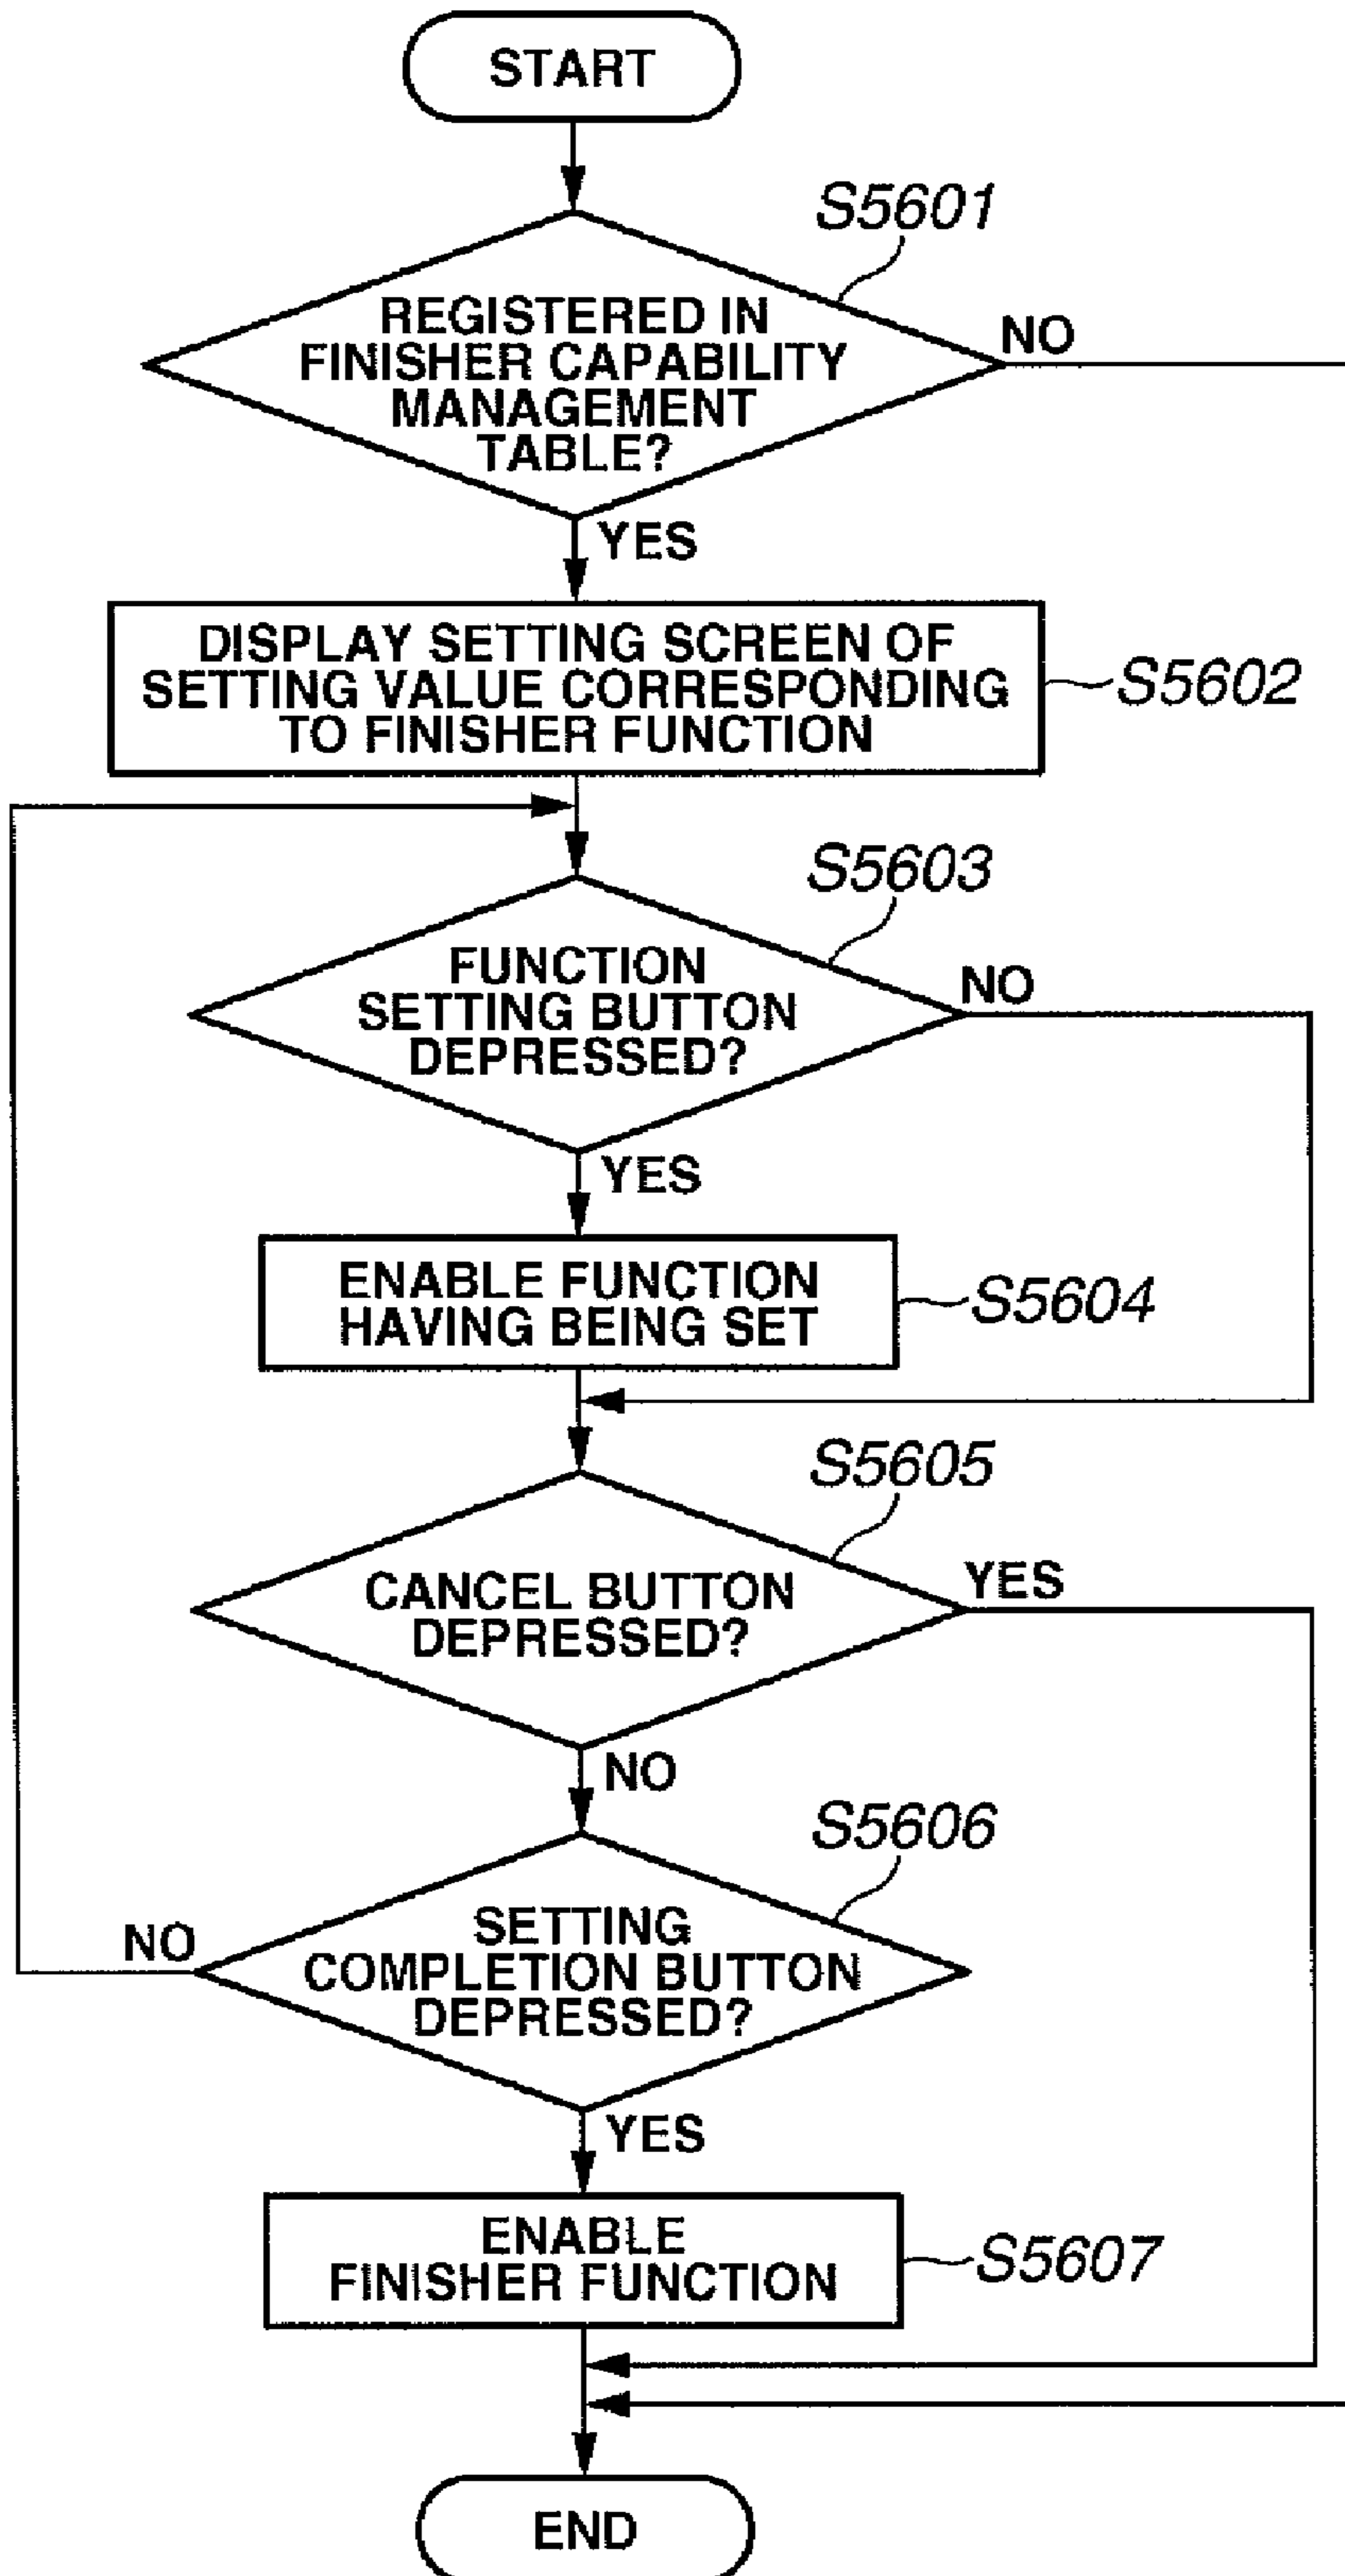 START
S5601
REGISTERED IN
FINISHER CAPABILITY
MANAGEMENT
TABLE?
NO
YES
DISPLAY SETTING SCREEN OF
SETTING VALUE CORRESPONDING
TO FINISHER FUNCTION
S5602
S5603
FUNCTION
SETTING BUTTON
DEPRESSED?
NO
YES
ENABLE FUNCTION
HAVING BEING SET
S5604
S5605
CANCEL BUTTON
DEPRESSED?
YES
NO
S5606
SETTING
COMPLETION BUTTON
DEPRESSED?
NO
YES
ENABLE
FINISHER FUNCTION
S5607
END